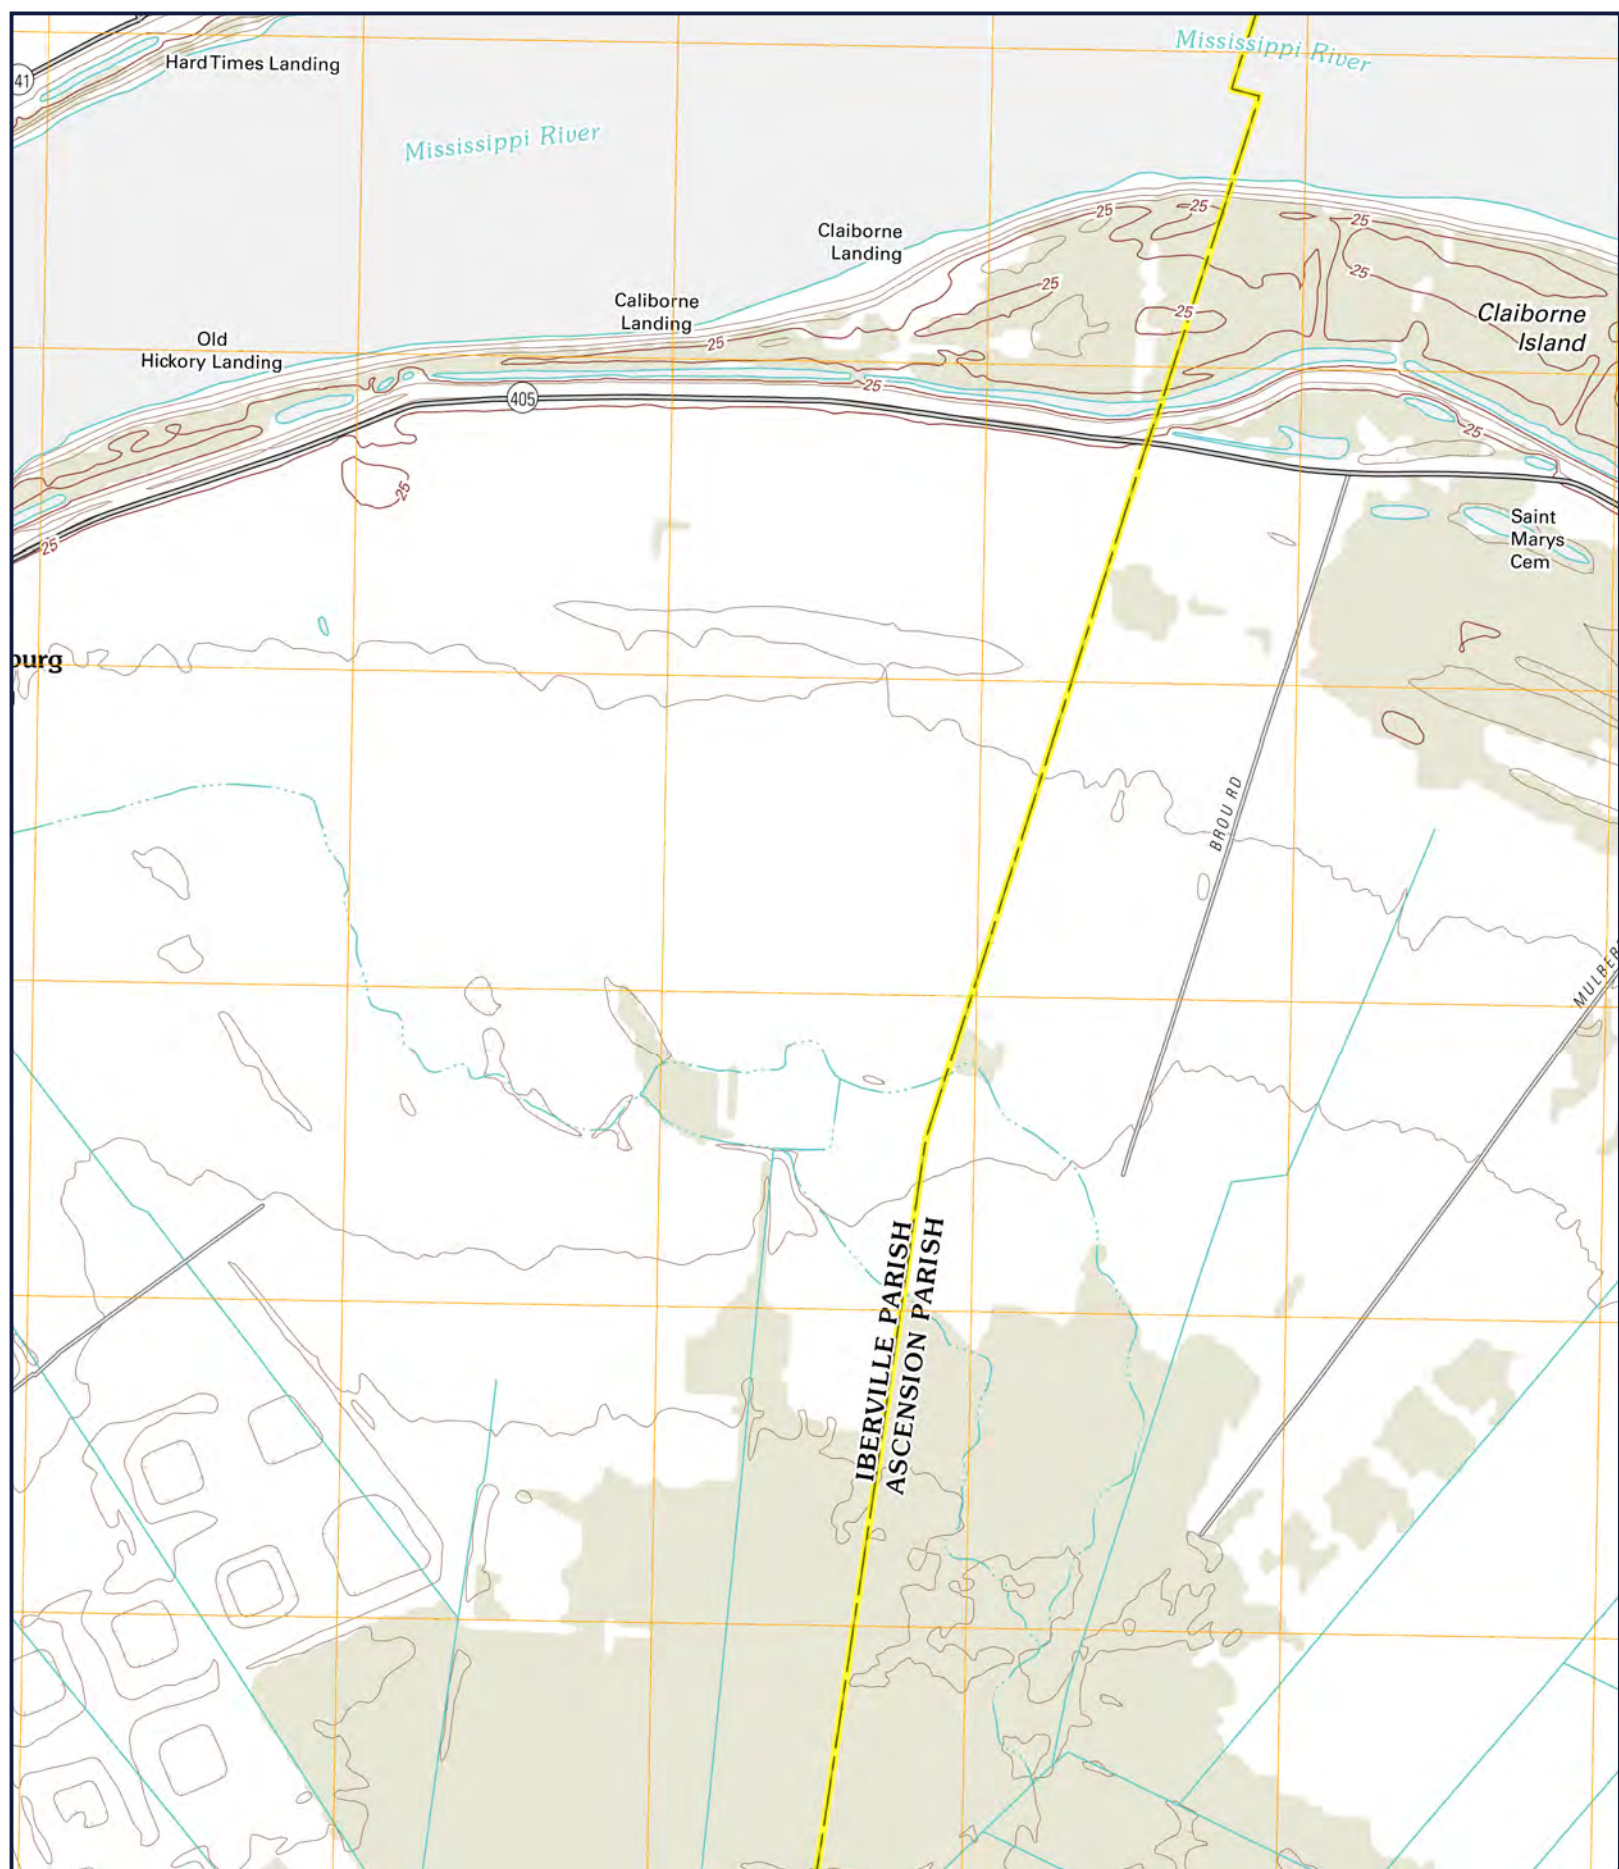 Mississippi River
41
Hard Times Landing
Mississippi River
25
25
25
Claiborne
Landing
25
25
25
Claiborne
Island
Caliborne
Landing
25
Old
Hickory Landing
25
405
25
25
25
Saint
Marys
Cem
burg
BROU RD
IBERVILLE PARISH
ASCENSION PARISH